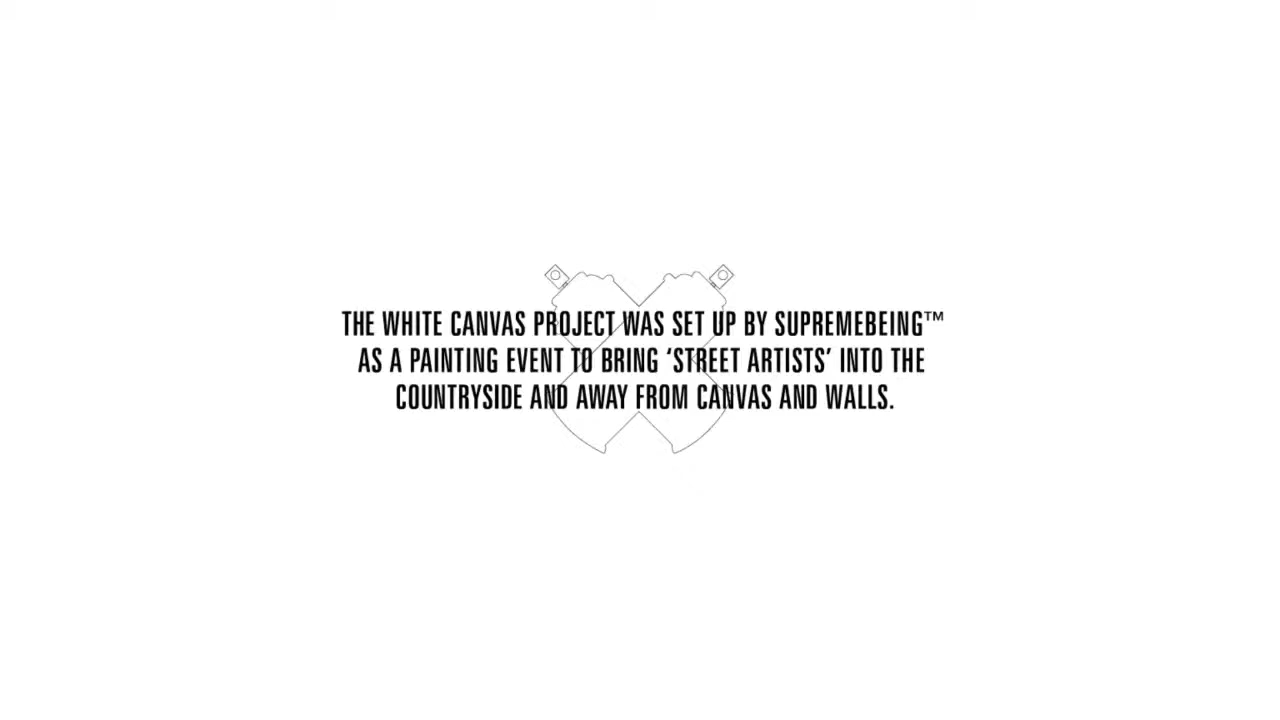 THE WHITE CANVAS PROJECT WAS SET UP BY SUPREMEBEING™
AS A PAINTING EVENT TO BRING ‘STREET ARTISTS’ INTO THE
COUNTRYSIDE AND AWAY FROM CANVAS AND WALLS.